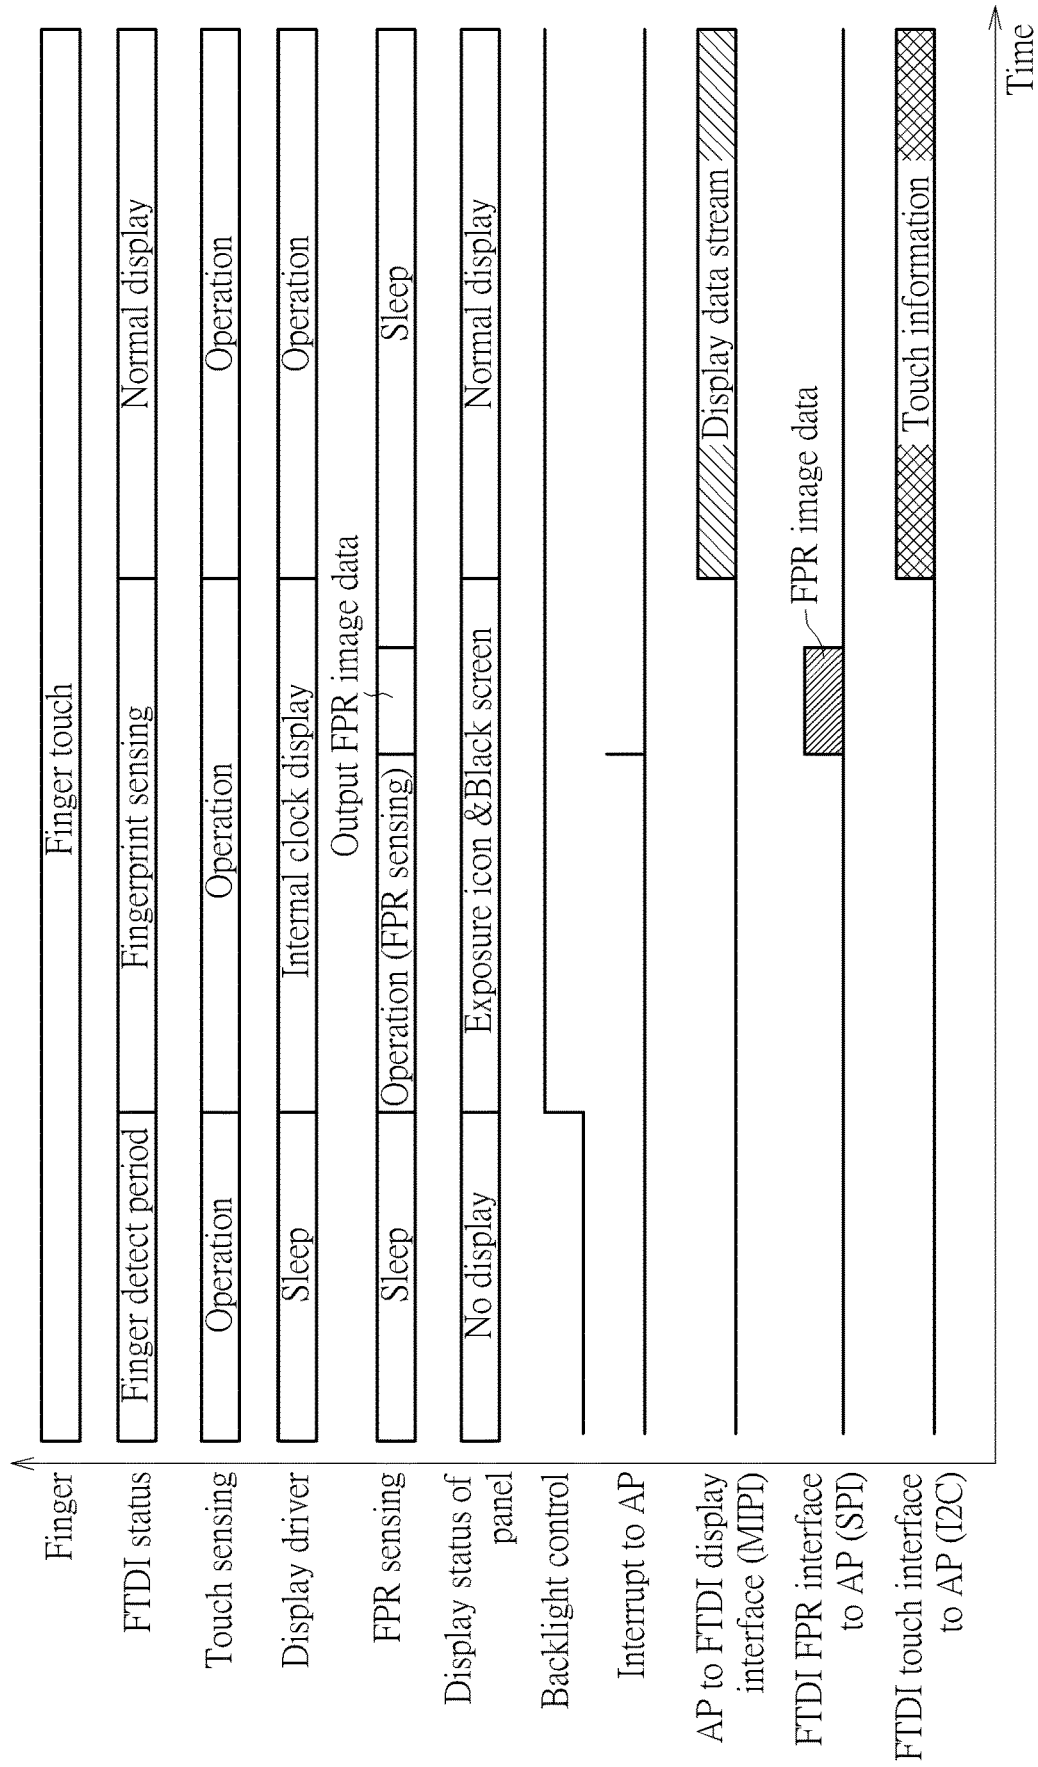 Finger
Finger touch
FTDI status
Finger detect period
Fingerprint sensing
Normal display
Touch sensing
Operation
Operation
Operation
Display driver
Sleep
Internal clock display
Operation
Output FPR image data
FPR sensing
Sleep
Operation (FPR sensing)
Sleep
Display status of
panel
No display
Exposure icon &Black screen
Normal display
Backlight control
Interrupt to AP
AP to FTDI display
interface (MIPI)
Display data stream
FTDI FPR interface
to AP (SPI)
FPR image data
FTDI touch interface
to AP (I2C)
Touch information
Time